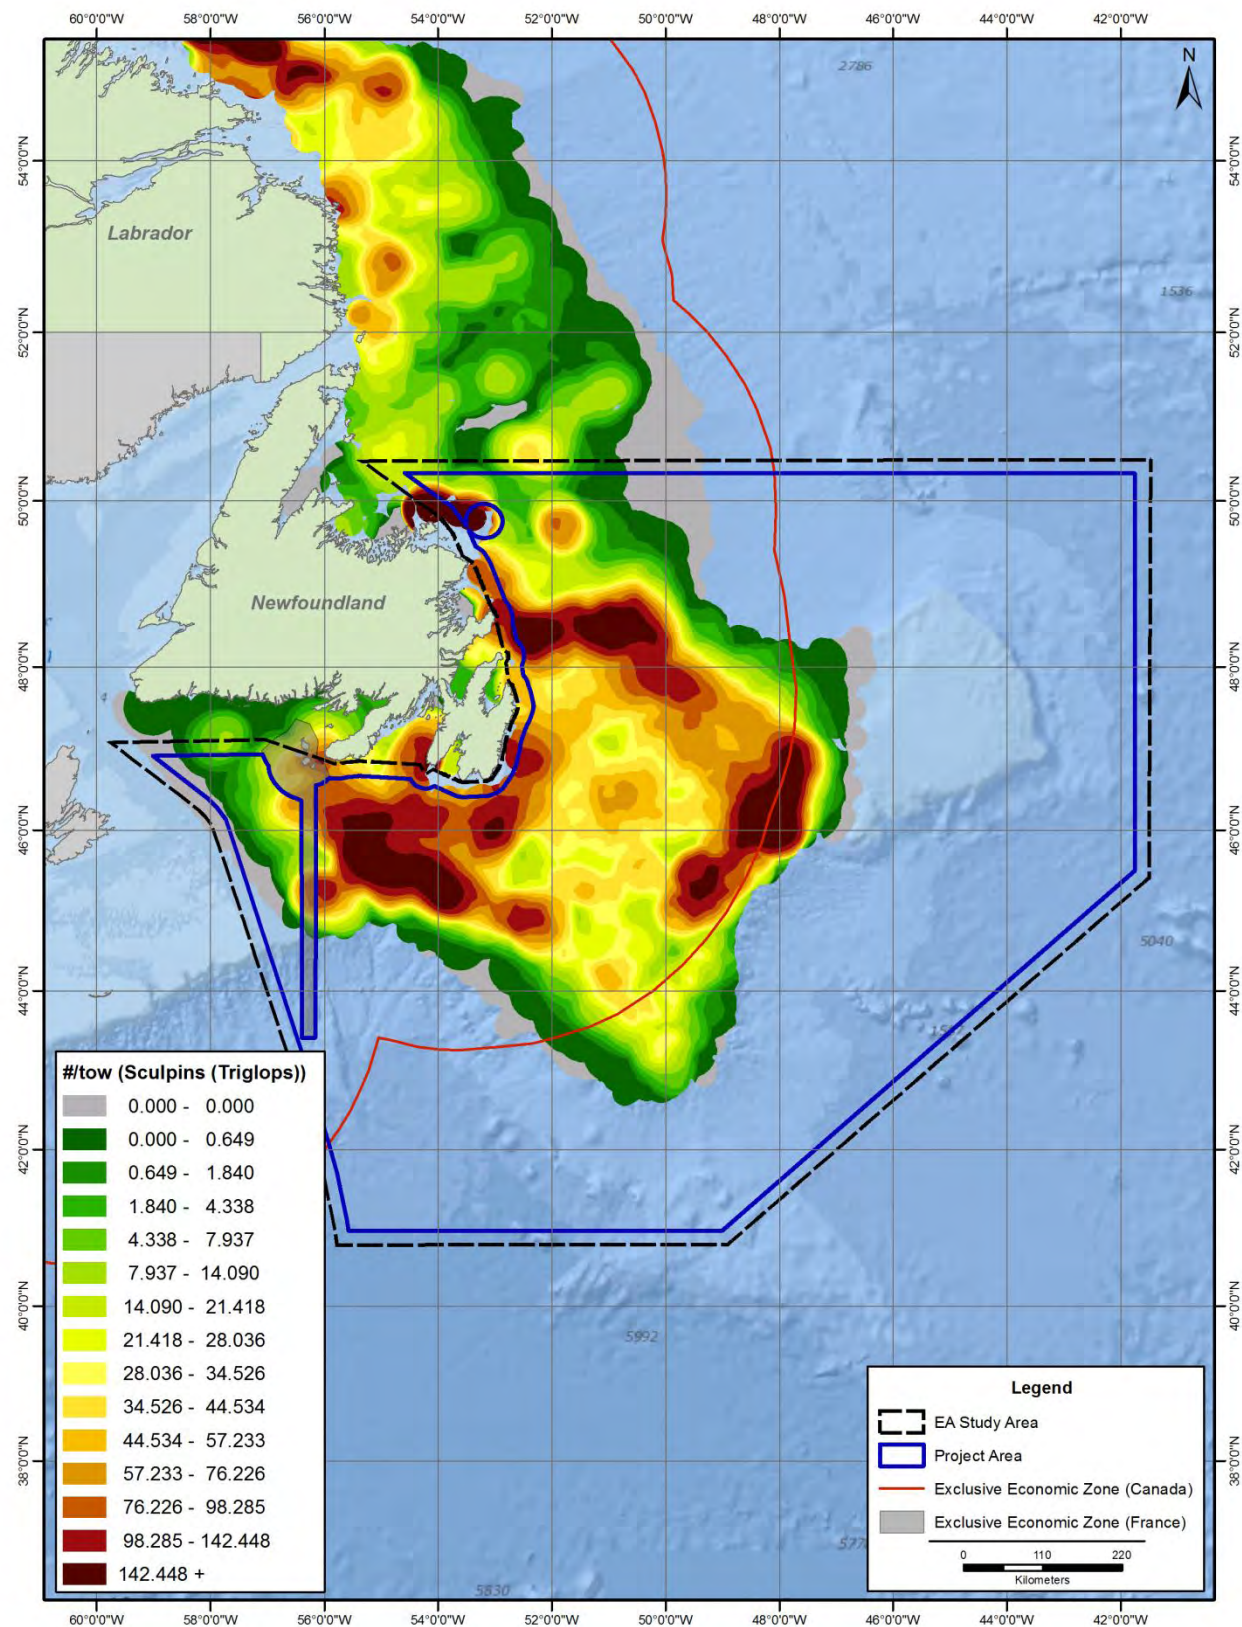 60°0'0"W 58°0'0"W 56°0'0"W 54°0'0"W 52°0'0"W 50°0'0"W 48°0'0"W 46°0'0"W 44°0'0"W 42°0'0"W
N
2786
54°0'0"N 54°0'0"N
Labrador
1536
52°0'0"N 52°0'0"N
50°0'0"N 50°0'0"N
Newfoundland
48°0'0"N 48°0'0"N
46°0'0"N 46°0'0"N
5040
44°0'0"N 44°0'0"N
#/tow (Sculpins (Triglops))
0.000 - 0.000
0.000 - 0.649
0.649 - 1.840
1.840 - 4.338
4.338 - 7.937
7.937 - 14.090
14.090 - 21.418
21.418 - 28.036
28.036 - 34.526
34.526 - 44.534
44.534 - 57.233
57.233 - 76.226
76.226 - 98.285
98.285 - 142.448
142.448 +
42°0'0"N 42°0'0"N
40°0'0"N 40°0'0"N
5992
38°0'0"N 38°0'0"N
Legend
EA Study Area
Project Area
Exclusive Economic Zone (Canada)
Exclusive Economic Zone (France)
0 110 220
Kilometers
5530
60°0'0"W 58°0'0"W 56°0'0"W 54°0'0"W 52°0'0"W 50°0'0"W 48°0'0"W 46°0'0"W 44°0'0"W 42°0'0"W